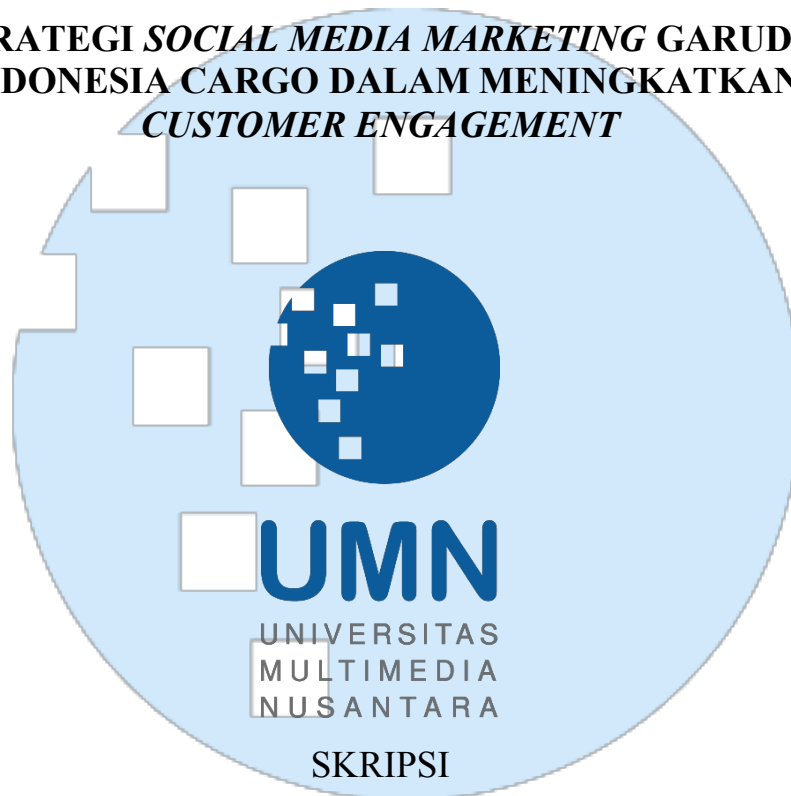 RATEGI SOCIAL MEDIA MARKETING GARUD
DONESIA CARGO DALAM MENINGKATKAN
CUSTOMER ENGAGEMENT
UMN
UNIVERSITAS
MULTIMEDIA
NUSANTARA
SKRIPSI